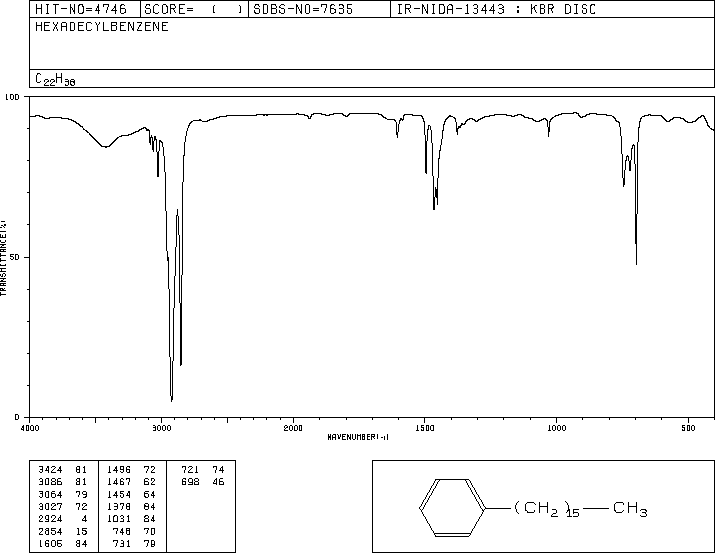 HIT-NO=4746 SCORE= ( ) SDBS-NO=7635 IR-NIDA-13443 : KBR DISC
HEXADECYLBENZENE
C22H38
100
50
0
TRANSMITTANCE(%)
4000 3000 2000 1500 1000 500
WAVENUMBER(-1)
3424 81 1496 72 721 74
3086 81 1467 62 698 46
3064 79 1454 64
3027 72 1378 84
2924 4 1031 84
2854 15 748 70
1605 84 731 79
(CH2)15 CH3